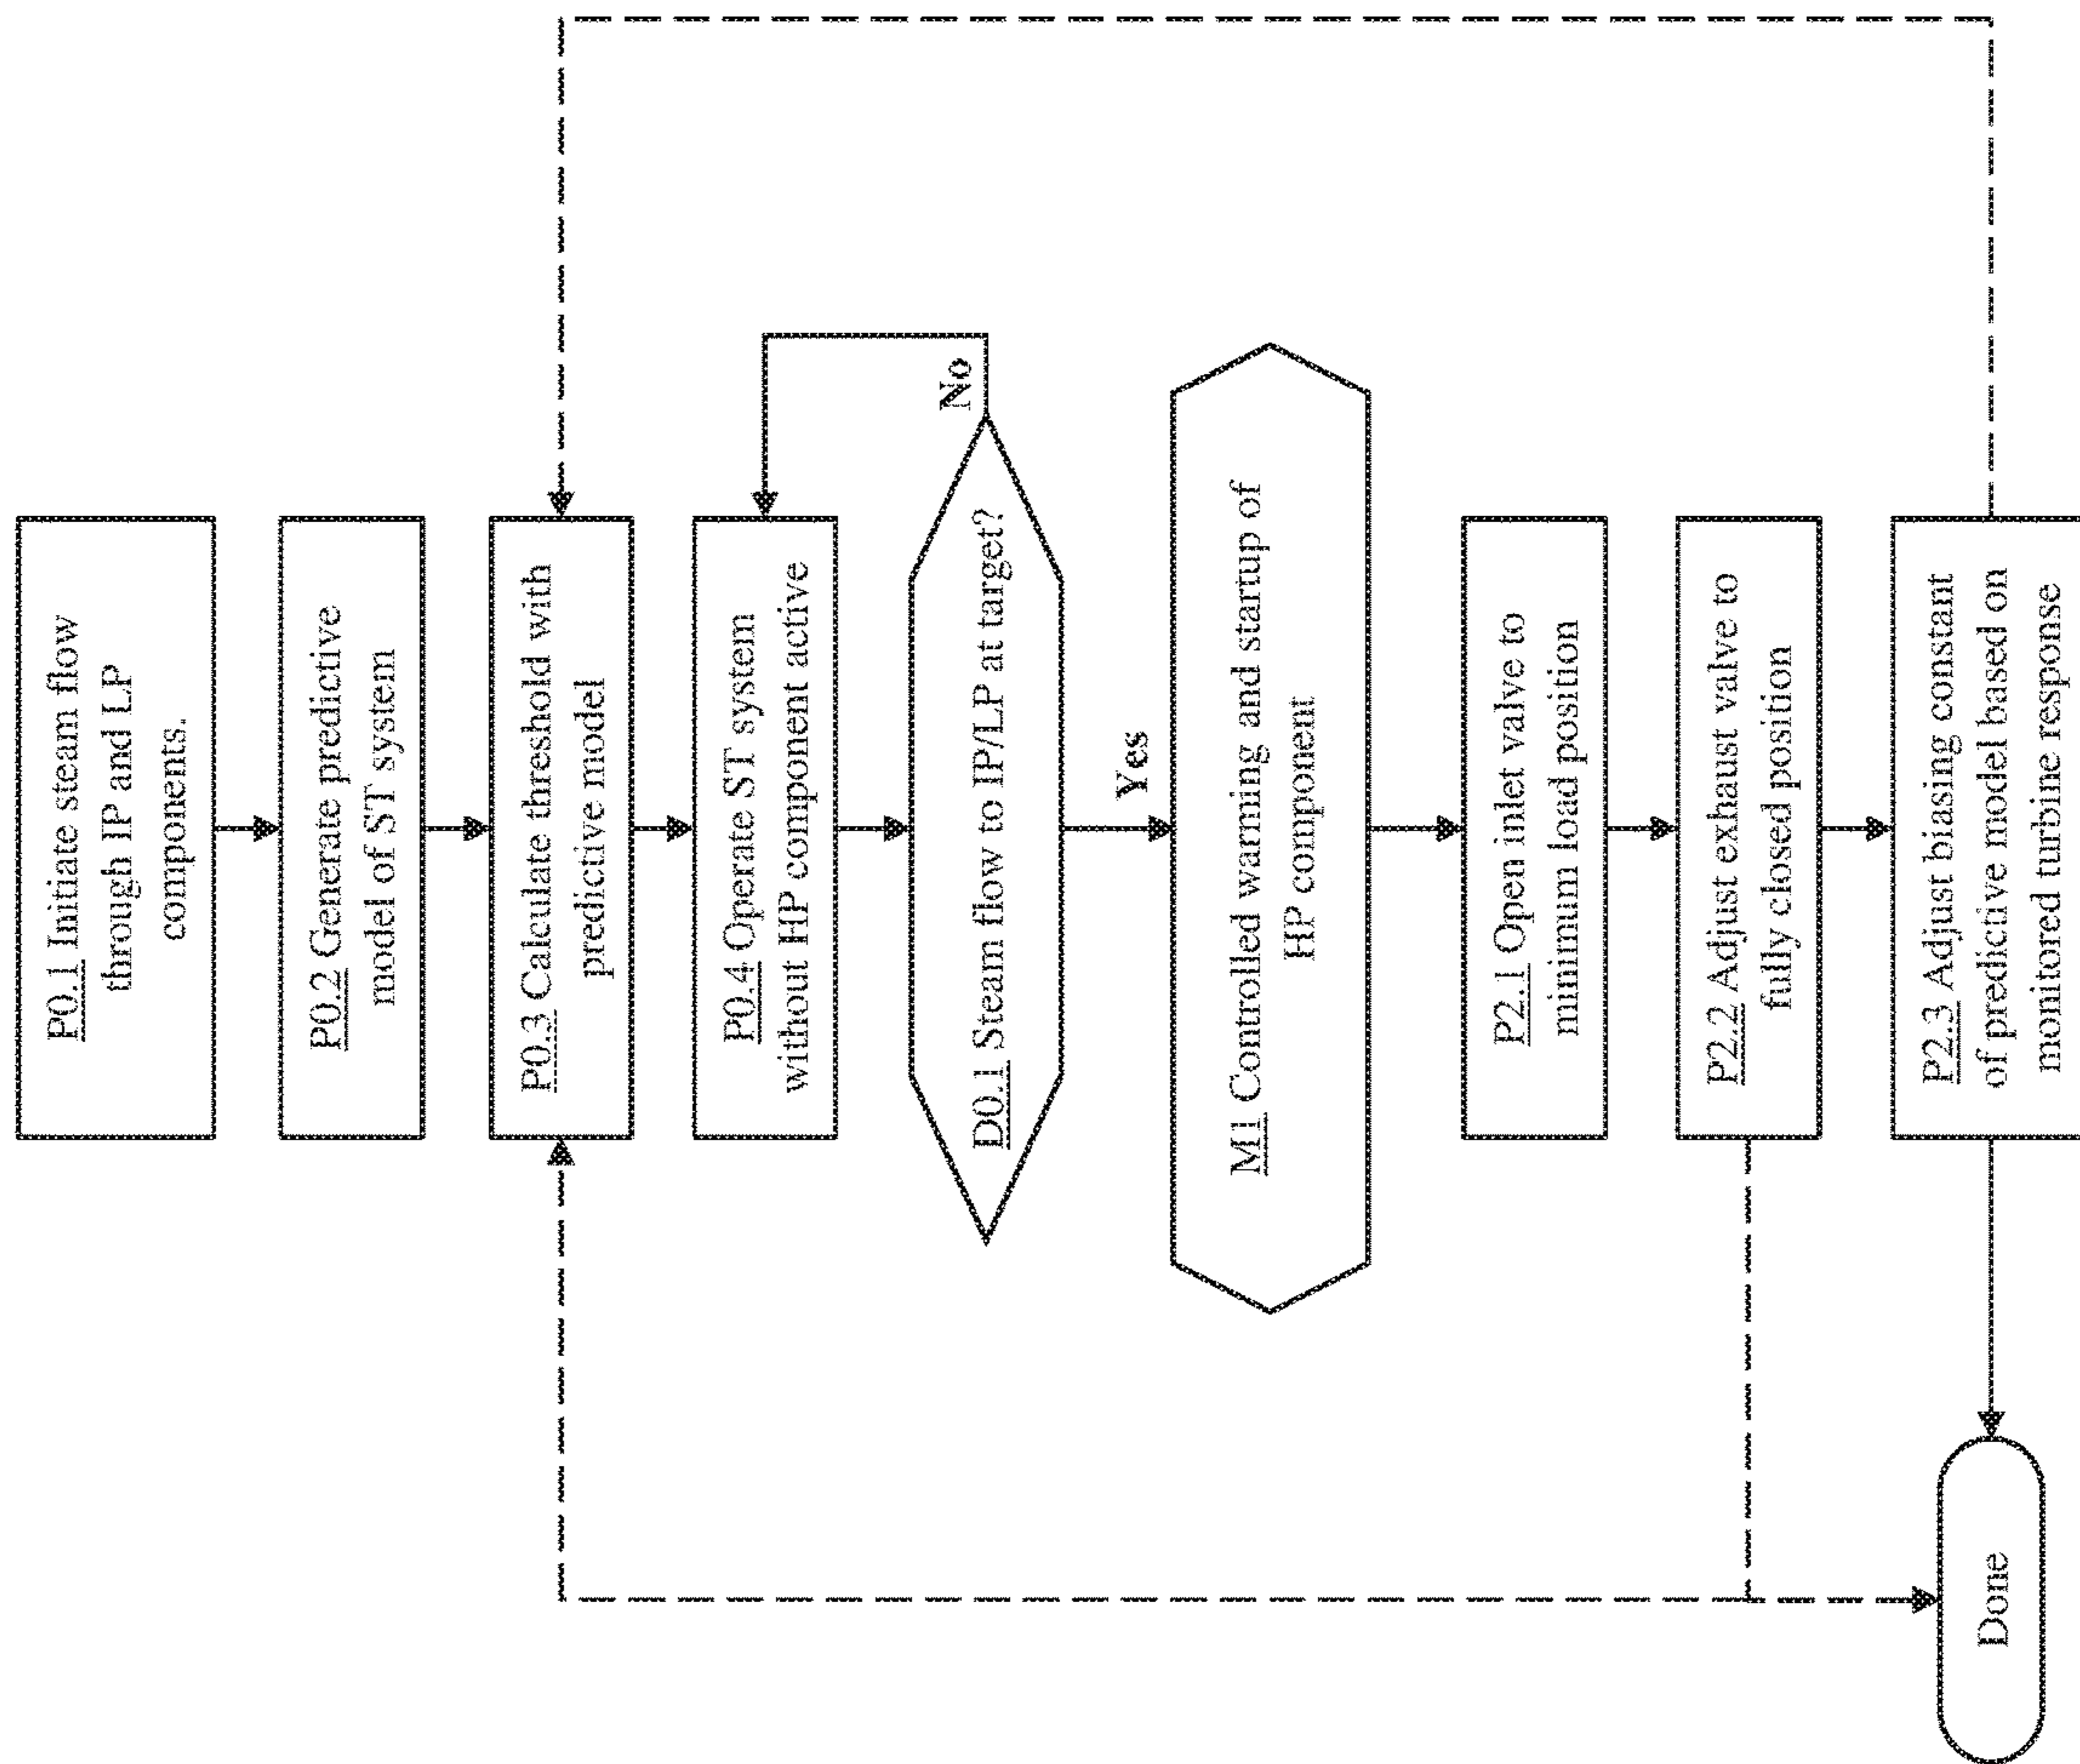 P0.1 Initiate steam flow
through IP and LP
components.
P0.2 Generate predictive
model of ST system
P0.3 Calculate threshold with
predictive model
P0.4 Operate ST system
without HP component active
No
D0.1 Steam flow to IP/LP at target?
Yes
M1 Controlled warming and startup of
HP component
P2.1 Open inlet valve to
minimum load position
P2.2 Adjust exhaust valve to
fully closed position
P2.3 Adjust biasing constant
of predictive model based on
monitored turbine response
Done